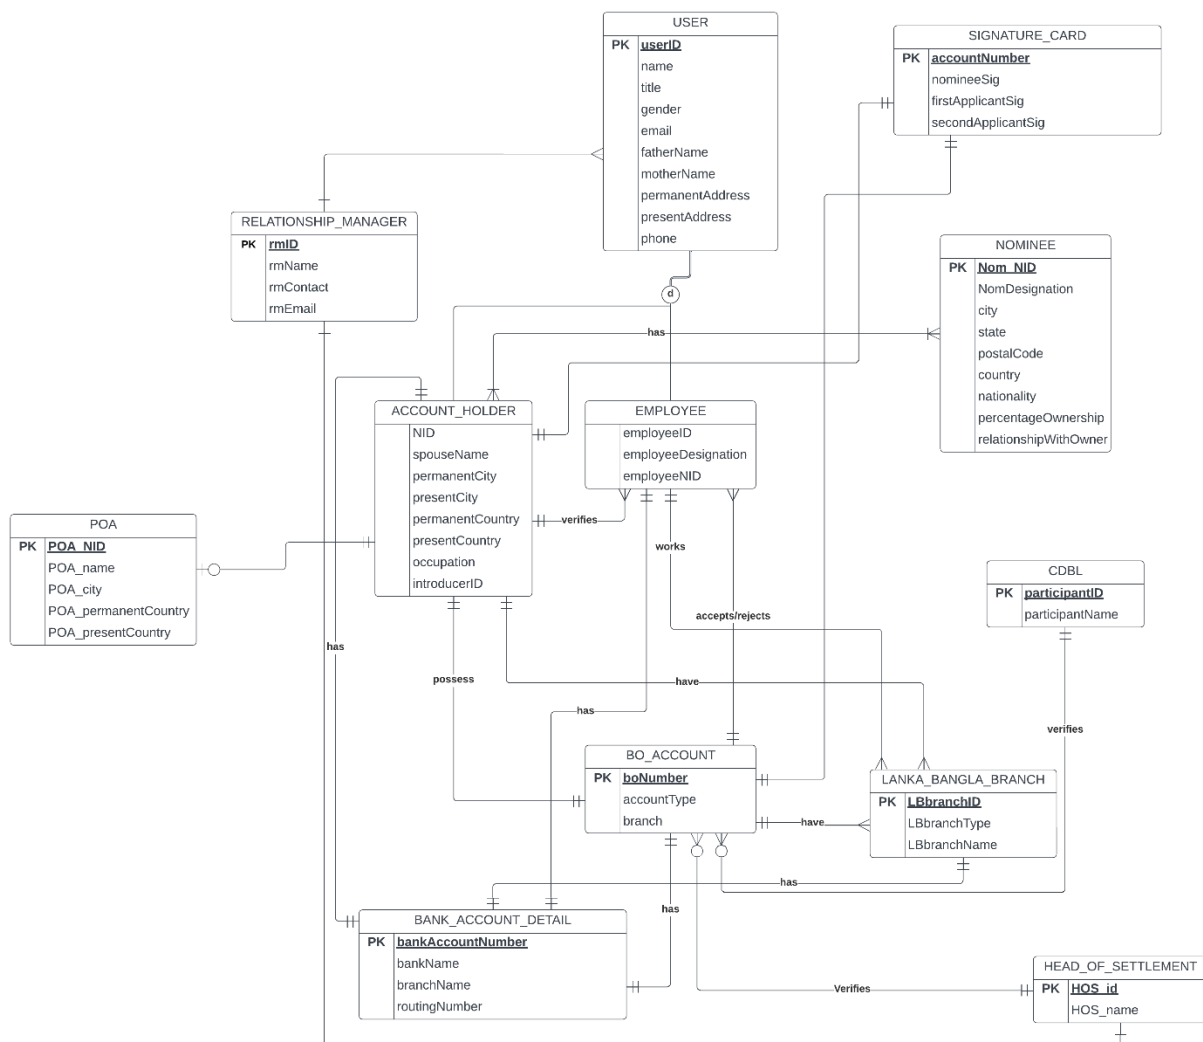 USER
PK userID
name
title
gender
email
fatherName
motherName
permanentAddress
presentAddress
phone
SIGNATURE_CARD
PK accountNumber
nomineeSig
firstApplicantSig
secondApplicantSig
RELATIONSHIP_MANAGER
PK rmID
rmName
rmContact
rmEmail
NOMINEE
PK Nom_NID
NomDesignation
city
state
postalCode
country
nationality
percentageOwnership
relationshipWithOwner
d
has
ACCOUNT_HOLDER
NID
spouseName
permanentCity
presentCity
permanentCountry
presentCountry
occupation
introducerID
EMPLOYEE
employeeID
employeeDesignation
employeeNID
verifies
POA
PK POA_NID
POA_name
POA_city
POA_permanentCountry
POA_presentCountry
works
CDBL
PK participantID
participantName
accepts/rejects
has
possess
have
has
verifies
BO_ACCOUNT
PK boNumber
accountType
branch
have
LANKA_BANGLA_BRANCH
PK LBbranchID
LBbranchType
LBbranchName
has
has
BANK_ACCOUNT_DETAIL
PK bankAccountNumber
bankName
branchName
routingNumber
Verifies
HEAD_OF_SETTLEMENT
PK HOS_id
HOS_name